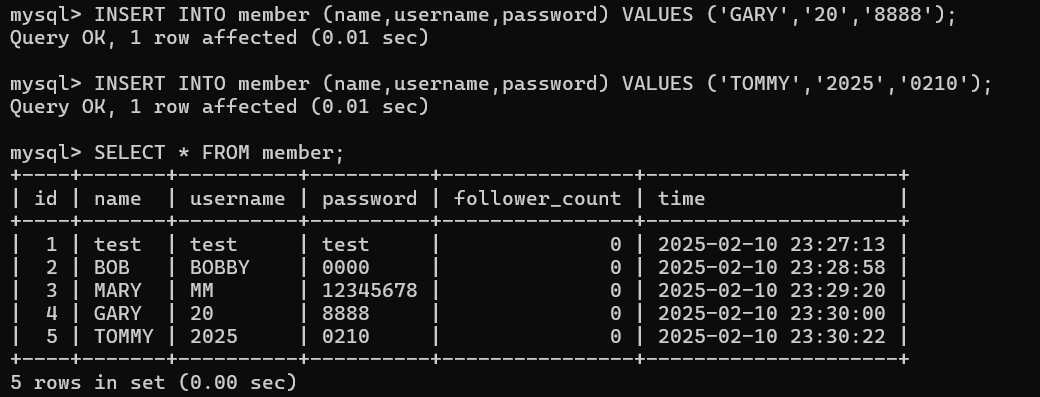 mysql> INSERT INTO member (name,username,password) VALUES ('GARY','20','8888');
Query OK, 1 row affected (0.01 sec)

mysql> INSERT INTO member (name,username,password) VALUES ('TOMMY','2025','0210');
Query OK, 1 row affected (0.01 sec)

mysql> SELECT * FROM member;
+----+-------+----------+----------+----------------+---------------------+
| id | name  | username | password | follower_count | time                |
+----+-------+----------+----------+----------------+---------------------+
|  1 | test  | test     | test     |              0 | 2025-02-10 23:27:13 |
|  2 | BOB   | BOBBY    | 0000     |              0 | 2025-02-10 23:28:58 |
|  3 | MARY  | MM       | 12345678 |              0 | 2025-02-10 23:29:20 |
|  4 | GARY  | 20       | 8888     |              0 | 2025-02-10 23:30:00 |
|  5 | TOMMY | 2025     | 0210     |              0 | 2025-02-10 23:30:22 |
+----+-------+----------+----------+----------------+---------------------+
5 rows in set (0.00 sec)